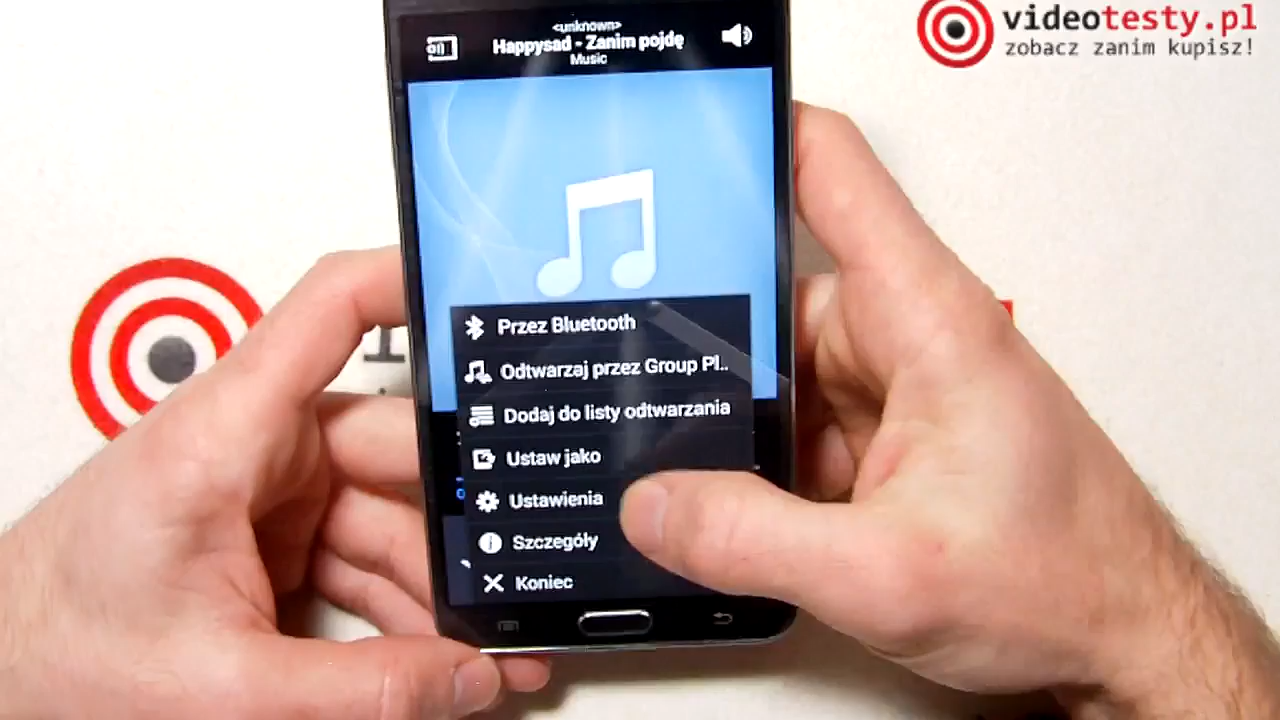 videotesty.pl
zobacz zanim kupisz!
<unknown>
Happysad - Zanim pojdę
Music
Przez Bluetooth
Odtwarzaj przez Group Pl..
Dodaj do listy odtwarzania
Ustaw jako
Ustawienia
Szczegóły
Koniec